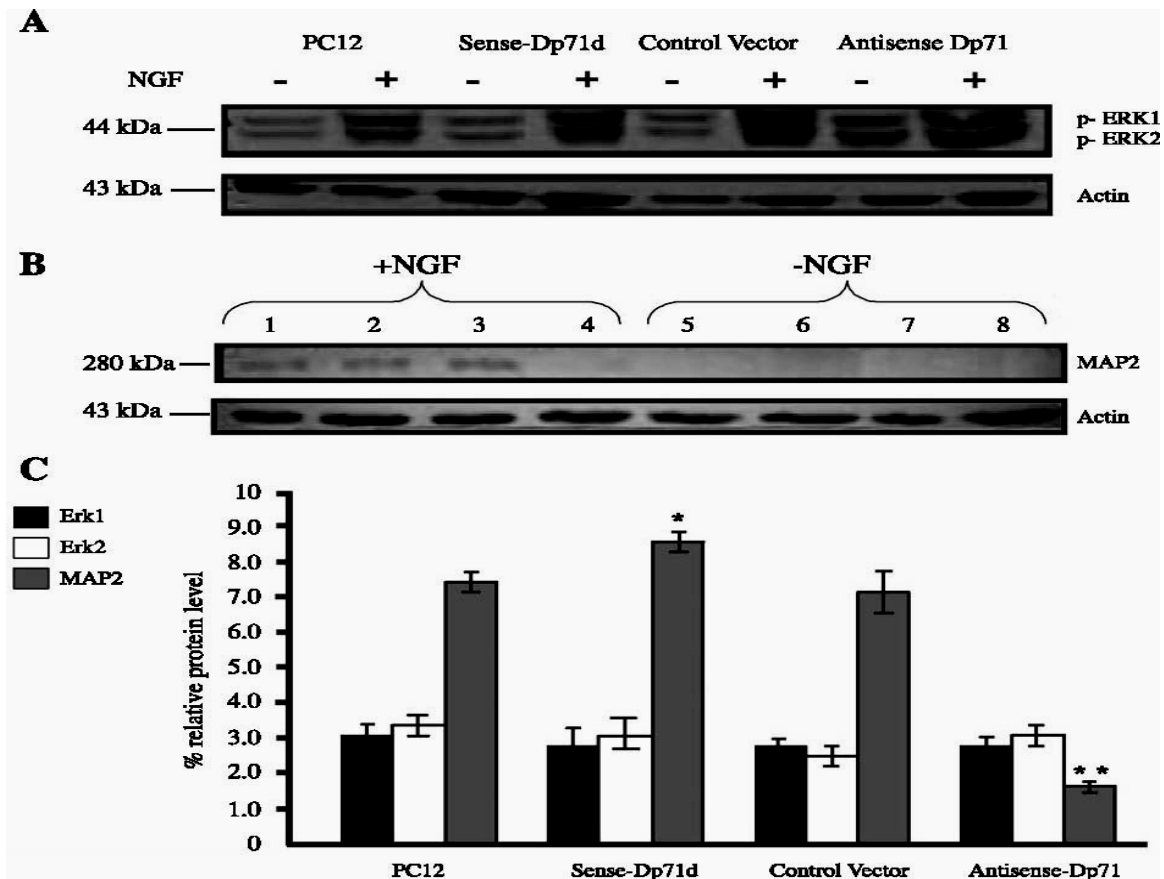 A
PC12 Sense-Dp71d Control Vector Antisense Dp71
NGF - + - + - + - +
44 kDa p- ERK1
p- ERK2
43 kDa Actin
B
+NGF -NGF
1 2 3 4 5 6 7 8
280 kDa MAP2
43 kDa Actin
C
Erk1
Erk2
MAP2
% relative protein level
10
9.0
8.0
7.0
6.0
5.0
4.0
3.0
2.0
1.0
0
*
* *
PC12 Sense-Dp71d Control Vector Antisense-Dp71